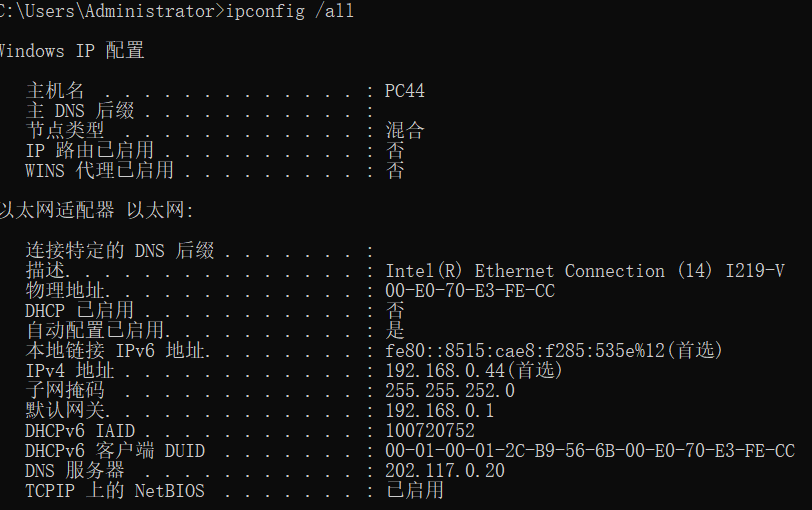 C:\Users\Administrator>ipconfig /all
Windows IP 配置
主机名 . . . . . . . . . . . . . : PC44
主 DNS 后缀 . . . . . . . . . . . :
节点类型 . . . . . . . . . . . . : 混合
IP 路由已启用 . . . . . . . . . . : 否
WINS 代理已启用 . . . . . . . . . : 否
以太网适配器 以太网:
连接特定的 DNS 后缀 . . . . . . . :
描述. . . . . . . . . . . . . . . : Intel(R) Ethernet Connection (14) I219-V
物理地址. . . . . . . . . . . . . : 00-E0-70-E3-FE-CC
DHCP 已启用 . . . . . . . . . . . : 否
自动配置已启用. . . . . . . . . . : 是
本地链接 IPv6 地址. . . . . . . . : fe80::8515:cae8:f285:535e%12(首选)
IPv4 地址 . . . . . . . . . . . . : 192.168.0.44(首选)
子网掩码 . . . . . . . . . . . . : 255.255.252.0
默认网关. . . . . . . . . . . . . : 192.168.0.1
DHCPv6 IAID . . . . . . . . . . . : 100720752
DHCPv6 客户端 DUID . . . . . . . : 00-01-00-01-2C-B9-56-6B-00-E0-70-E3-FE-CC
DNS 服务器 . . . . . . . . . . . : 202.117.0.20
TCPIP 上的 NetBIOS . . . . . . . : 已启用